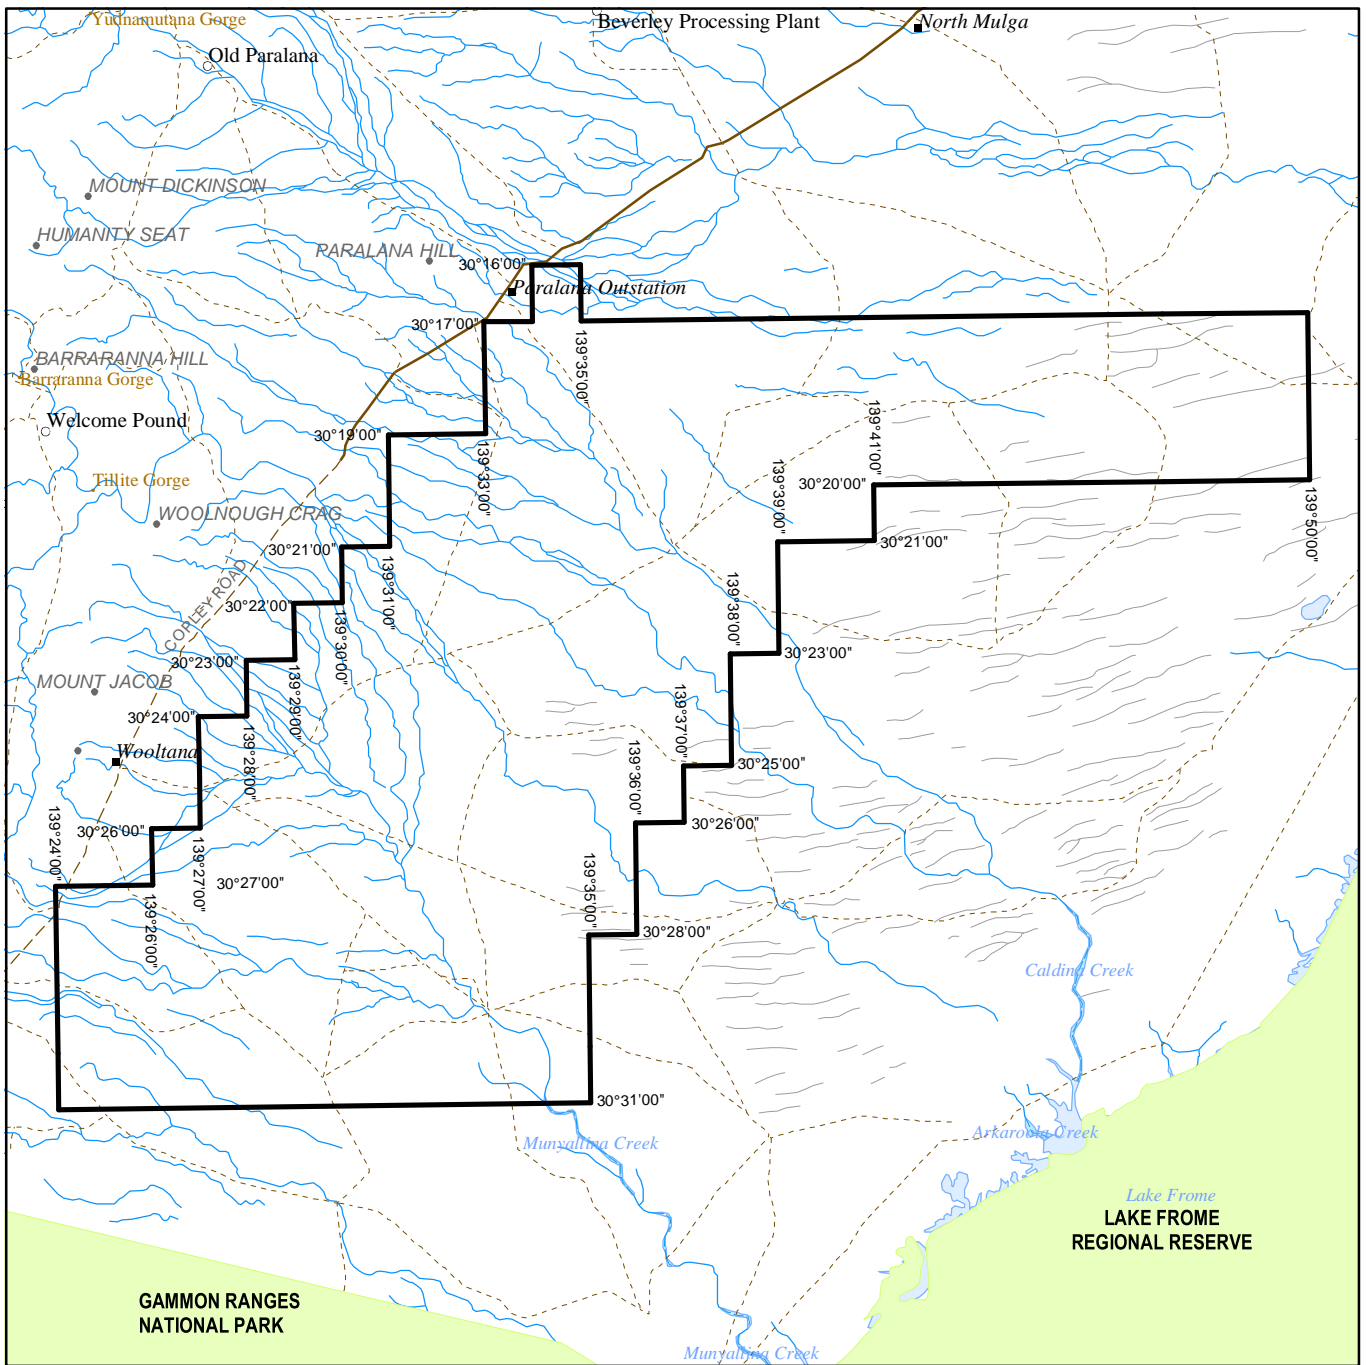 Yudnamutana Gorge
Beverley Processing Plant
North Mulga
Old Paralana
MOUNT DICKINSON
HUMANITY SEAT
PARALANA HILL
30°16'00"
Paralana Outstation
30°17'00"
139°35'00"
BARRARANNA HILL
Barraranna Gorge
Welcome Pound
30°19'00"
139°33'00"
139°41'00"
139°39'00"
30°20'00"
139°50'00"
Tillite Gorge
WOOLNOUGH CRAG
30°21'00"
30°21'00"
139°31'00"
COPLEY ROAD
30°22'00"
139°30'00"
139°38'00"
30°23'00"
30°23'00"
139°29'00"
MOUNT JACOB
30°24'00"
139°28'00"
139°37'00"
Wooltana
30°25'00"
139°36'00"
139°24'00"
30°26'00"
30°26'00"
139°27'00"
30°27'00"
139°26'00"
139°35'00"
30°28'00"
Caldina Creek
30°31'00"
Munyallina Creek
Arkaroola Creek
Lake Frome
LAKE FROME
REGIONAL RESERVE
GAMMON RANGES
NATIONAL PARK
Munyallina Creek